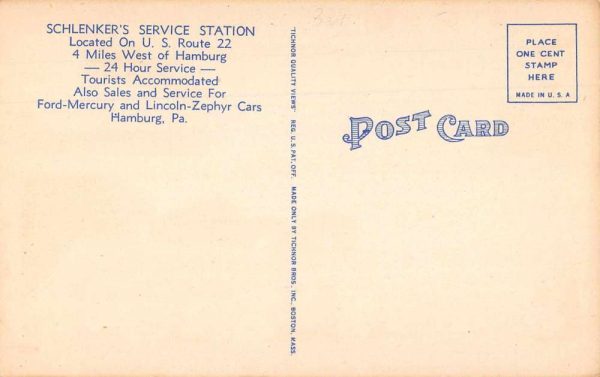 SCHLENKER'S SERVICE STATION
Located On U. S. Route 22
4 Miles West of Hamburg
— 24 Hour Service —
Tourists Accommodated
Also Sales and Service For
Ford-Mercury and Lincoln-Zephyr Cars
Hamburg, Pa.
TICHNOR QUALITY VIEWS REG. U. S. PAT. OFF. MADE ONLY BY TICHNOR BROS. INC., BOSTON, MASS.
POST CARD
PLACE
ONE CENT
STAMP
HERE
MADE IN U. S. A